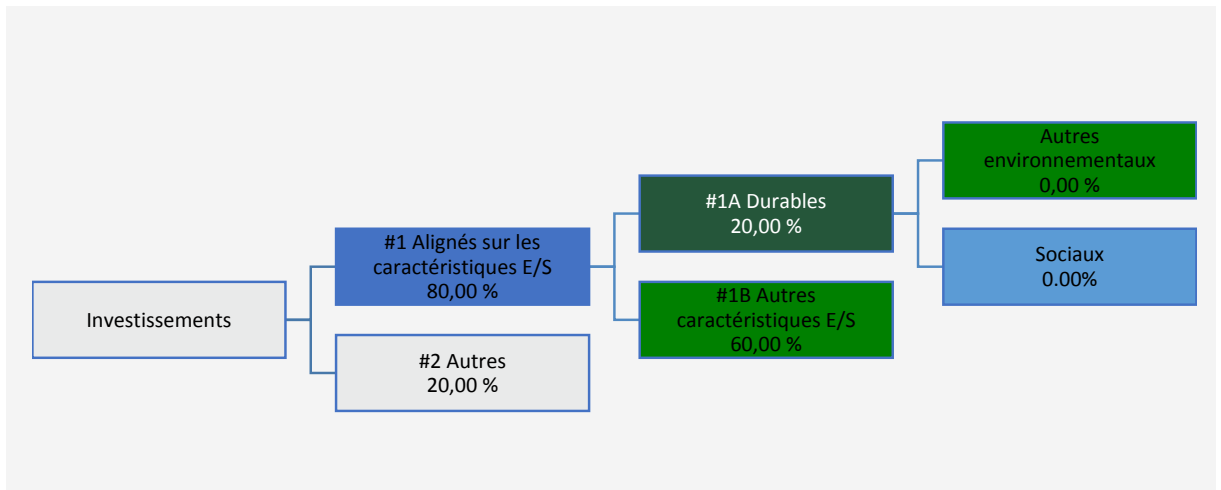 Investissements
#1 Alignés sur les
caractéristiques E/S
80,00 %
#2 Autres
20,00 %
#1A Durables
20,00 %
#1B Autres
caractéristiques E/S
60,00 %
Autres
environnementaux
0,00 %
Sociaux
0.00%